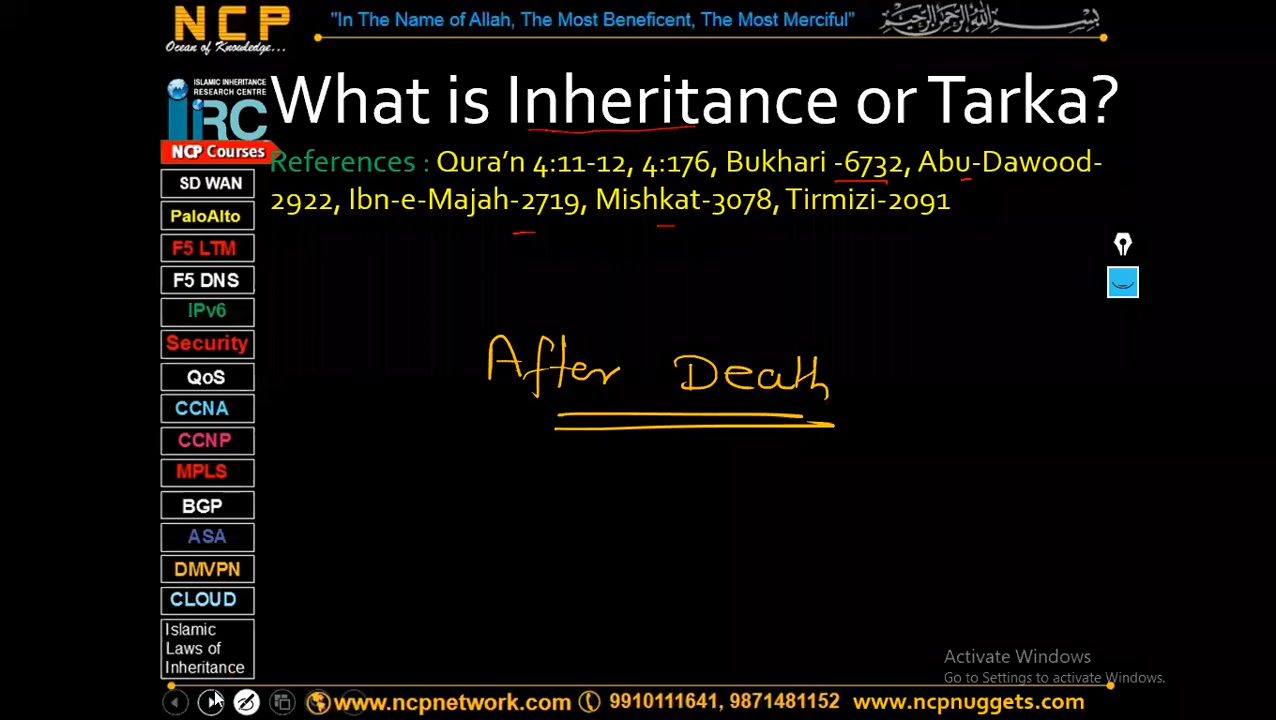 NCP
Ocean of Knowledge...
"In The Name of Allah, The Most Beneficent, The Most Merciful"
بسم الله الرحمن الرحيم
ISLAMIC INHERITANCE
RESEARCH CENTRE
IRC
What is Inheritance or Tarka?
NCP Courses
References : Qura’n 4:11-12, 4:176, Bukhari -6732, Abu-Dawood-
2922, Ibn-e-Majah-2719, Mishkat-3078, Tirmizi-2091
SD WAN
PaloAlto
F5 LTM
F5 DNS
IPv6
Security
QoS
CCNA
CCNP
MPLS
BGP
ASA
DMVPN
CLOUD
Islamic
Laws of
Inheritance
After Death
Activate Windows
Go to Settings to activate Windows.
www.ncpnetwork.com 9910111641, 9871481152 www.ncpnuggets.com